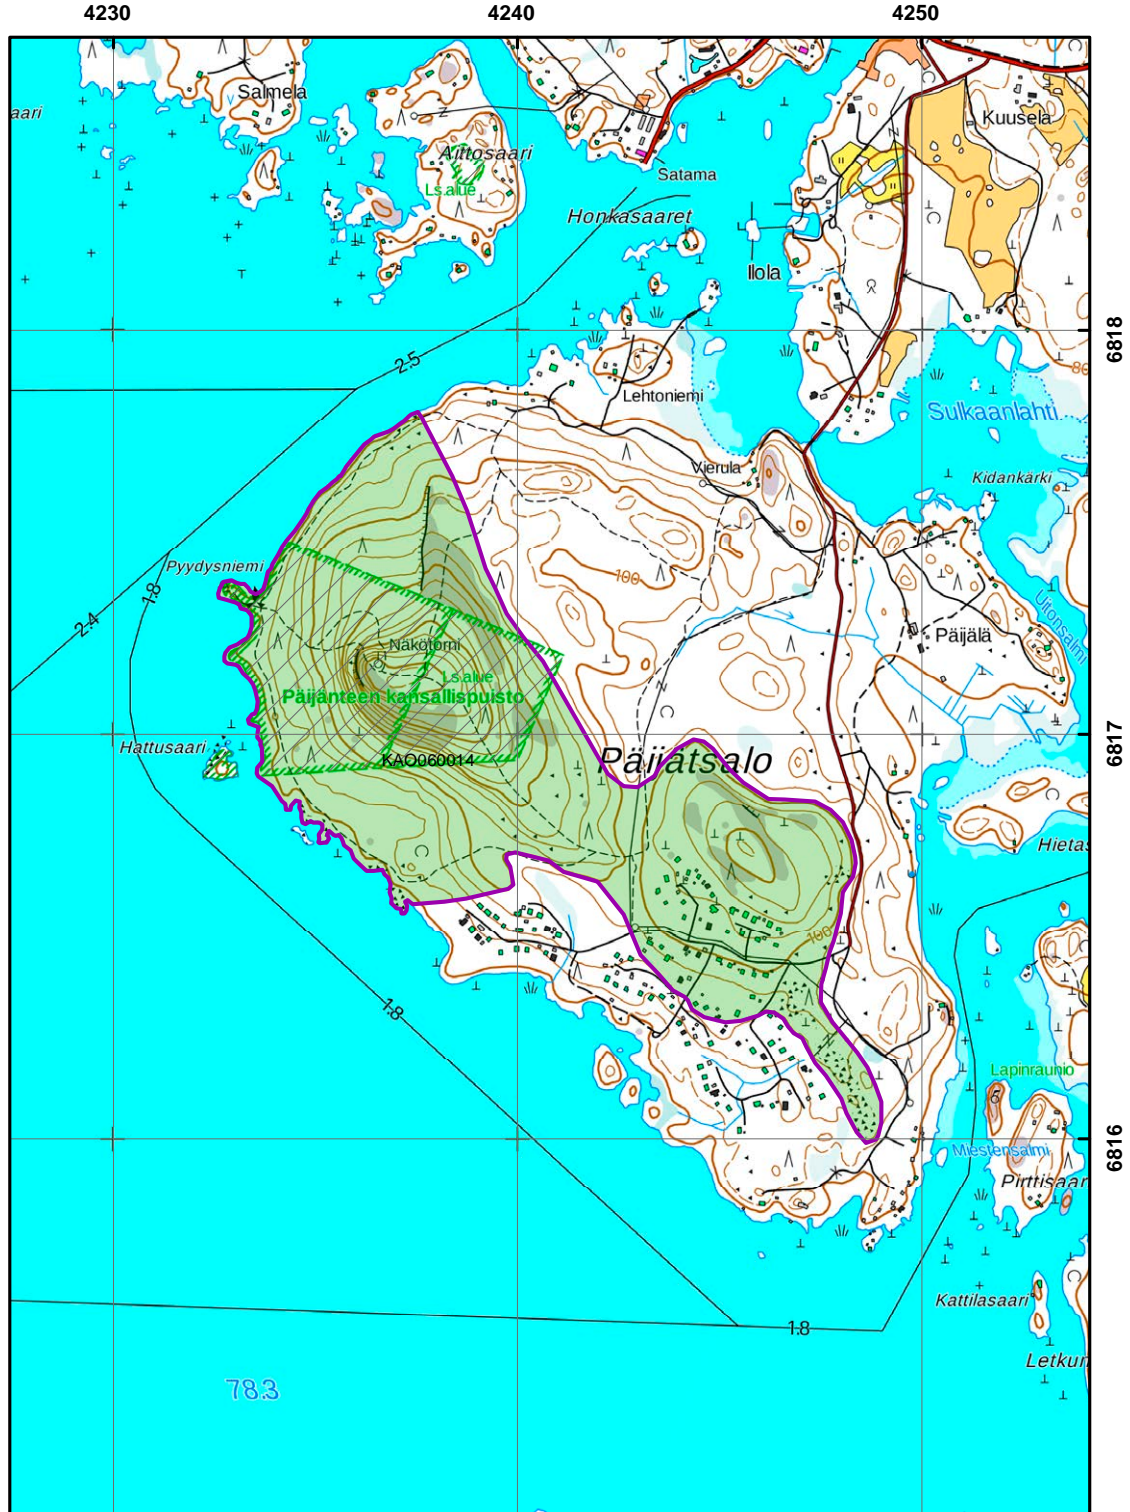 4230 4240 4250
Salmela
aari
Kuusela
Aittosaari
Satama
Ls.alue
Honkasaaret
Ilola
6818
2.5
80
Lehtoniemi
Sulkaanlahti
Vierula
Kidankärki
Pyydysniemi
100
1.8
2.4
Uitonsalmi
Päijälä
Näkötorni
Ls.alue
Päijänteen kansallispuisto
Hattusaari
6817
KAO060014
Päijätsalo
Hietas
100
1.8
Lapinraunio
6816
Miestensalmi
Pirttisaar
Kattilasaari
1.8
Letkun
78.3